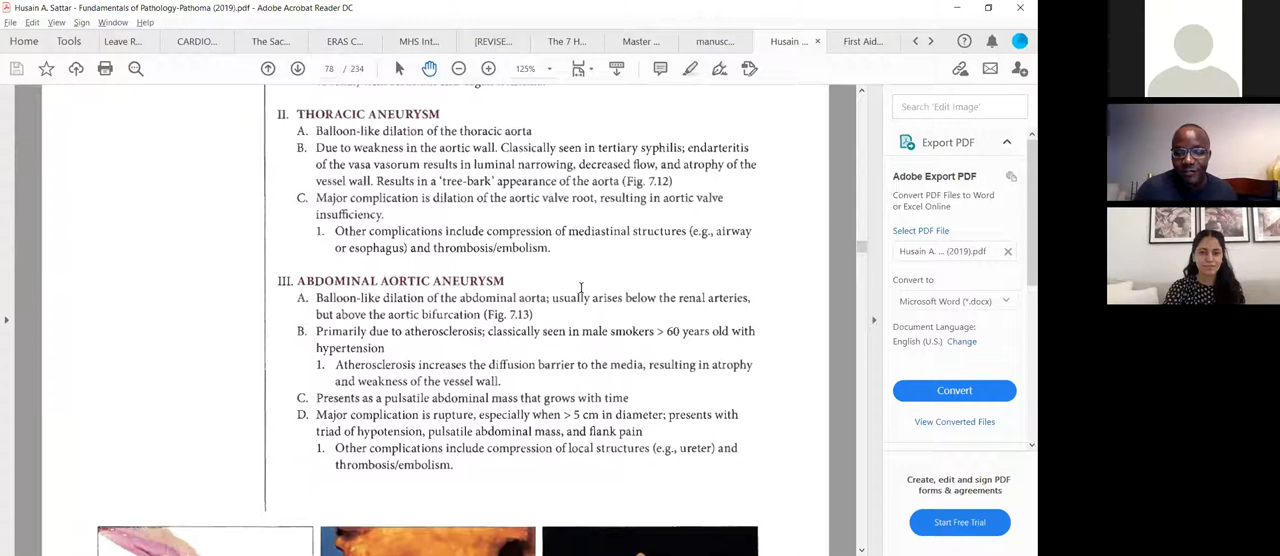 Husain A. Sattar - Fundamentals of Pathology-Pathoma (2019).pdf - Adobe Acrobat Reader DC
File Edit View Sign Window Help
Home Tools Leave R... CARDIO... The Sac... ERAS C... MHS Int... [REVISE... The 7 H... Master ... manusc... Husain ... × First Aid...
78 / 234 125%
II. THORACIC ANEURYSM
A. Balloon-like dilation of the thoracic aorta
B. Due to weakness in the aortic wall. Classically seen in tertiary syphilis; endarteritis
of the vasa vasorum results in luminal narrowing, decreased flow, and atrophy of the
vessel wall. Results in a 'tree-bark' appearance of the aorta (Fig. 7.12)
C. Major complication is dilation of the aortic valve root, resulting in aortic valve
insufficiency.
1. Other complications include compression of mediastinal structures (e.g., airway
or esophagus) and thrombosis/embolism.
III. ABDOMINAL AORTIC ANEURYSM
A. Balloon-like dilation of the abdominal aorta; usually arises below the renal arteries,
but above the aortic bifurcation (Fig. 7.13)
B. Primarily due to atherosclerosis; classically seen in male smokers > 60 years old with
hypertension
1. Atherosclerosis increases the diffusion barrier to the media, resulting in atrophy
and weakness of the vessel wall.
C. Presents as a pulsatile abdominal mass that grows with time
D. Major complication is rupture, especially when > 5 cm in diameter; presents with
triad of hypotension, pulsatile abdominal mass, and flank pain
1. Other complications include compression of local structures (e.g., ureter) and
thrombosis/embolism.
Search 'Edit Image'
Export PDF
Adobe Export PDF
Convert PDF Files to Word
or Excel Online
Select PDF File
Husain A. ... (2019).pdf
Convert to
Microsoft Word (*.docx)
Document Language:
English (U.S.) Change
Convert
View Converted Files
Create, edit and sign PDF
forms & agreements
Start Free Trial